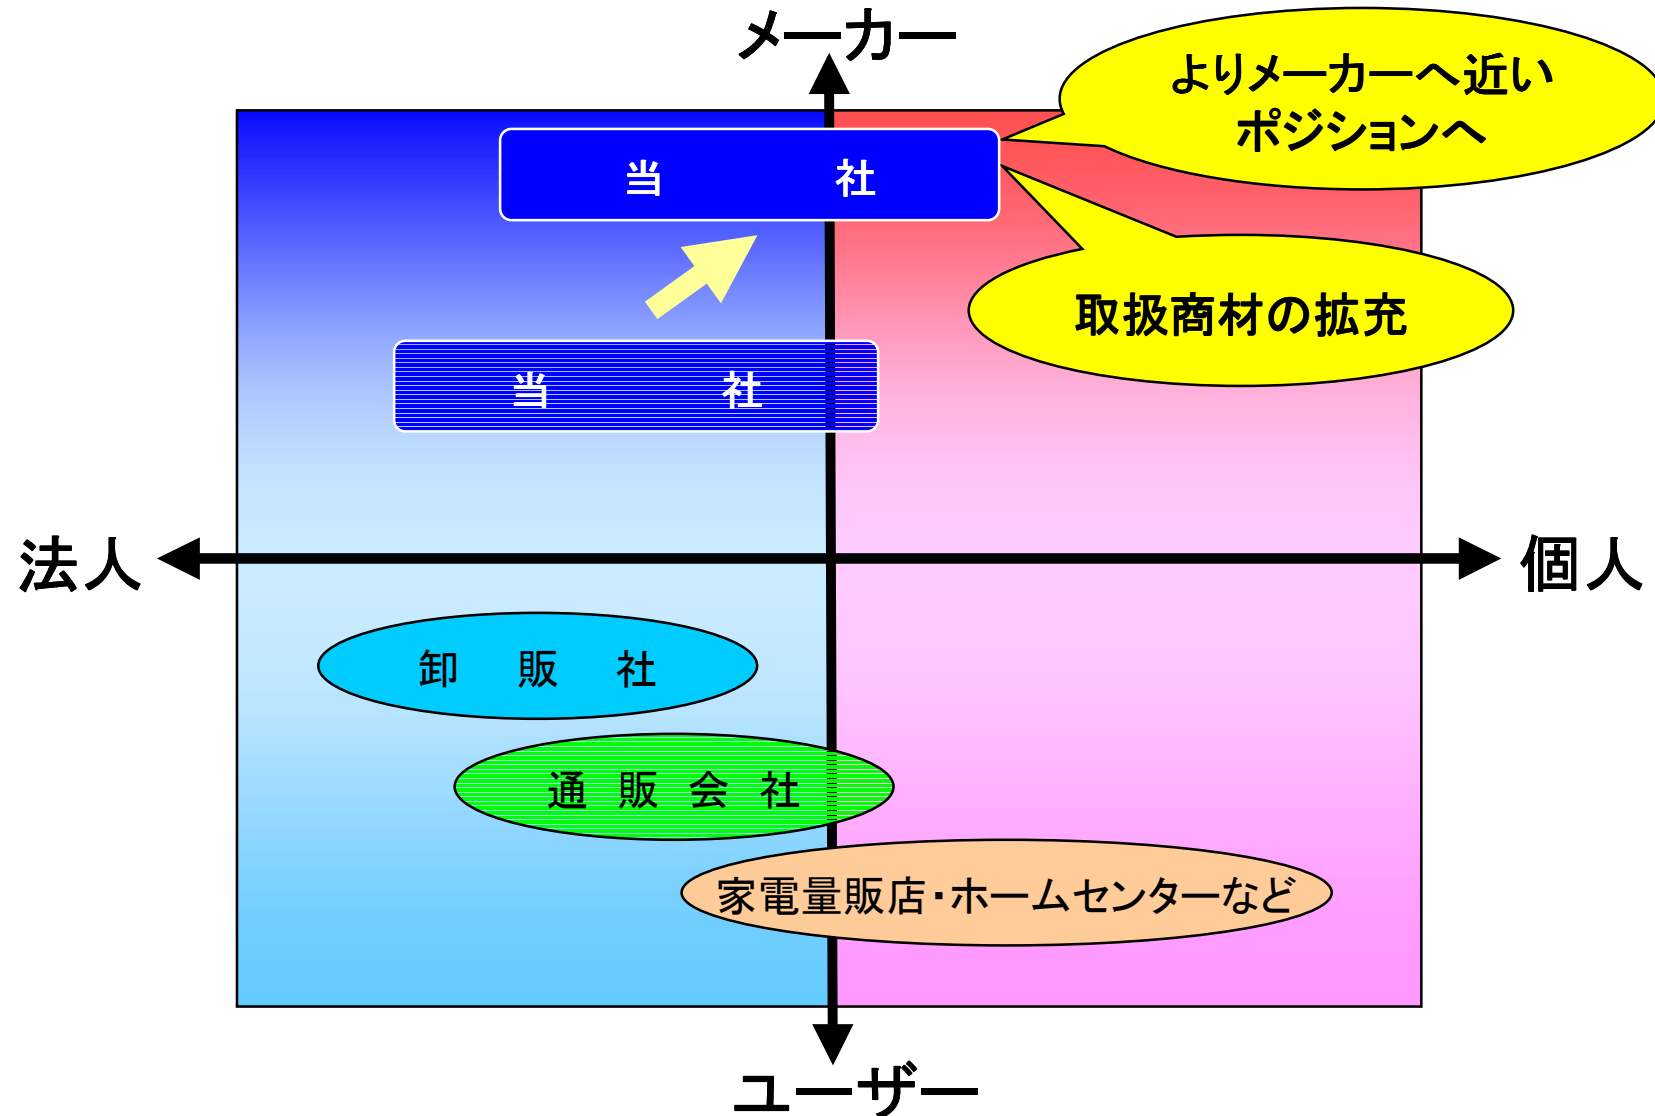 メーカー
よりメーカーへ近い
ポジションへ
当社
取扱商材の拡充
当社
法人
個人
卸販社
通販会社
家電量販店・ホームセンターなど
ユーザー